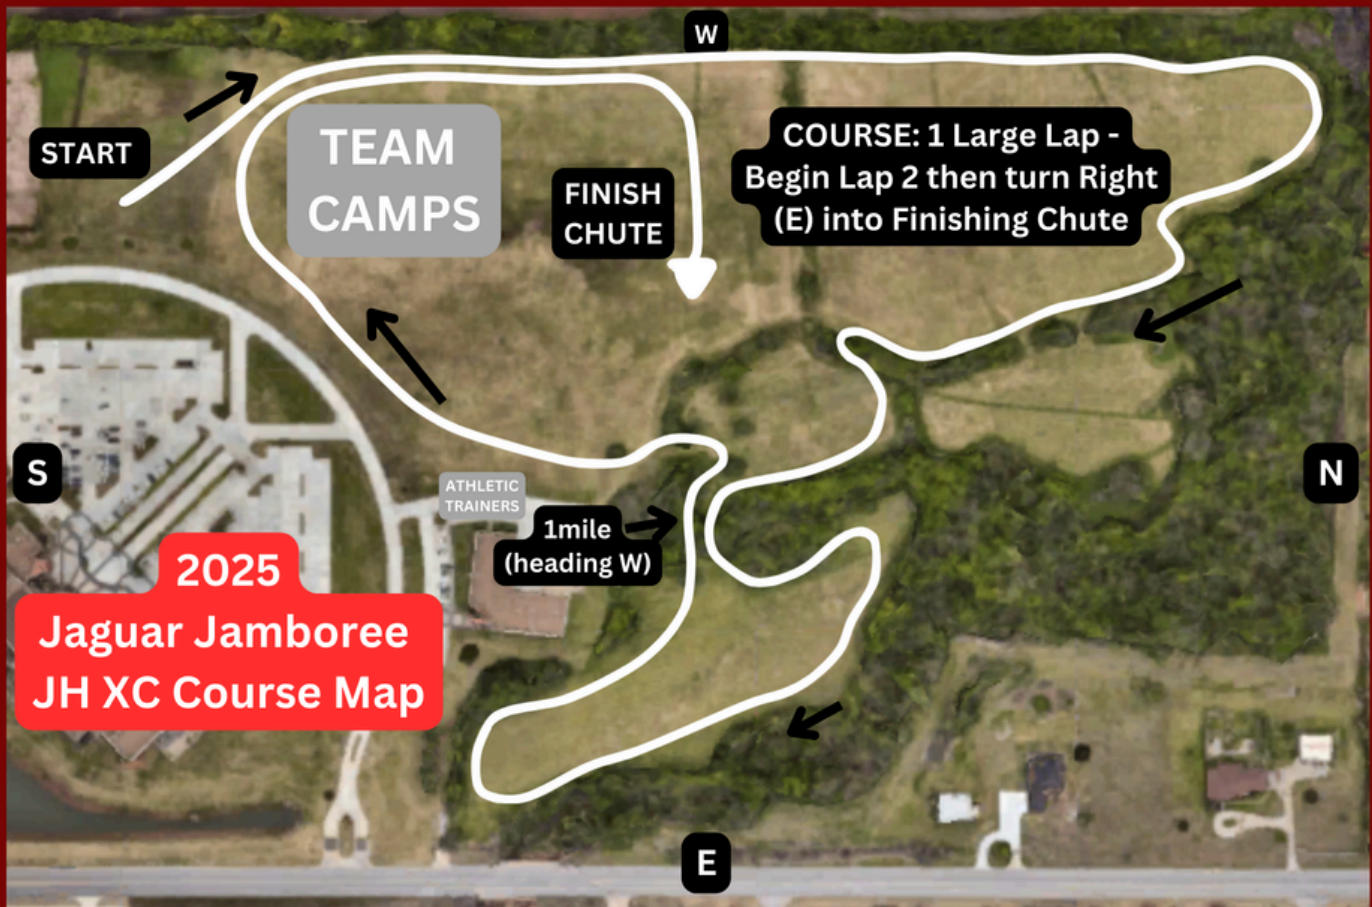 W
START
TEAM
CAMPS
FINISH
CHUTE
COURSE: 1 Large Lap -
Begin Lap 2 then turn Right
(E) into Finishing Chute
S
N
ATHLETIC
TRAINERS
1mile
(heading W)
2025
Jaguar Jamboree
JH XC Course Map
E